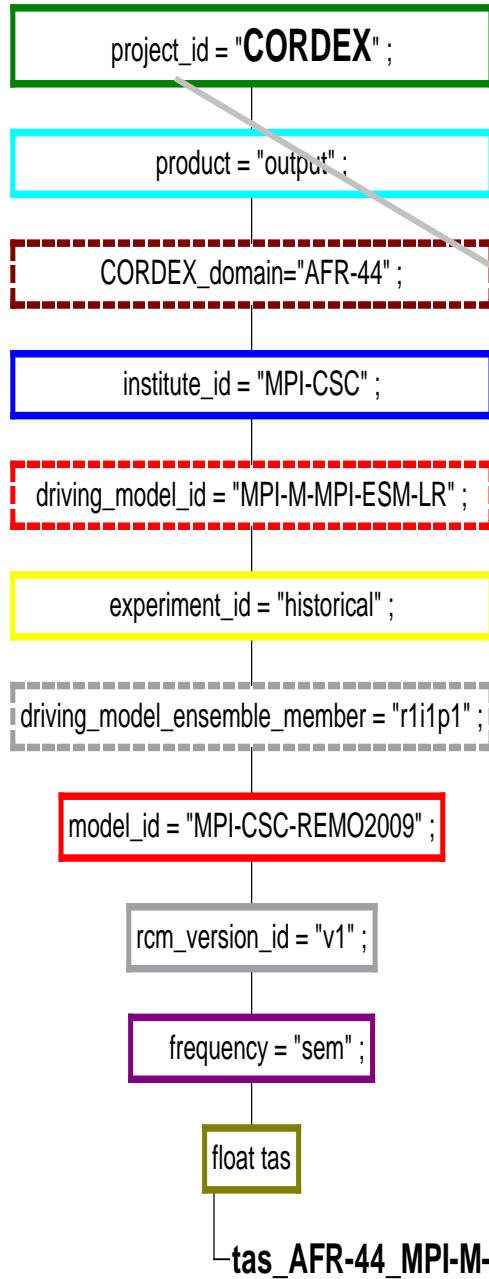 project_id = "CORDEX" ;
product = "output" ;
CORDEX_domain="AFR-44" ;
institute_id = "MPI-CSC" ;
driving_model_id = "MPI-M-MPI-ESM-LR" ;
experiment_id = "historical" ;
driving_model_ensemble_member = "r1i1p1" ;
model_id = "MPI-CSC-REMO2009" ;
rcm_version_id = "v1" ;
frequency = "sem" ;
float tas
tas_AFR-44_MPI-M-